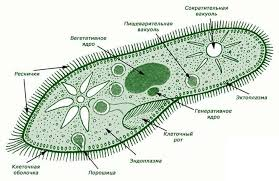 Сократительная
вакуоль
Пищеварительная
вакуоль
Вегетативное
ядро
Реснички
Эктоплазма
Генеративное
ядро
Клеточный
рот
Эндоплазма
Порошица
Клеточная
оболочка